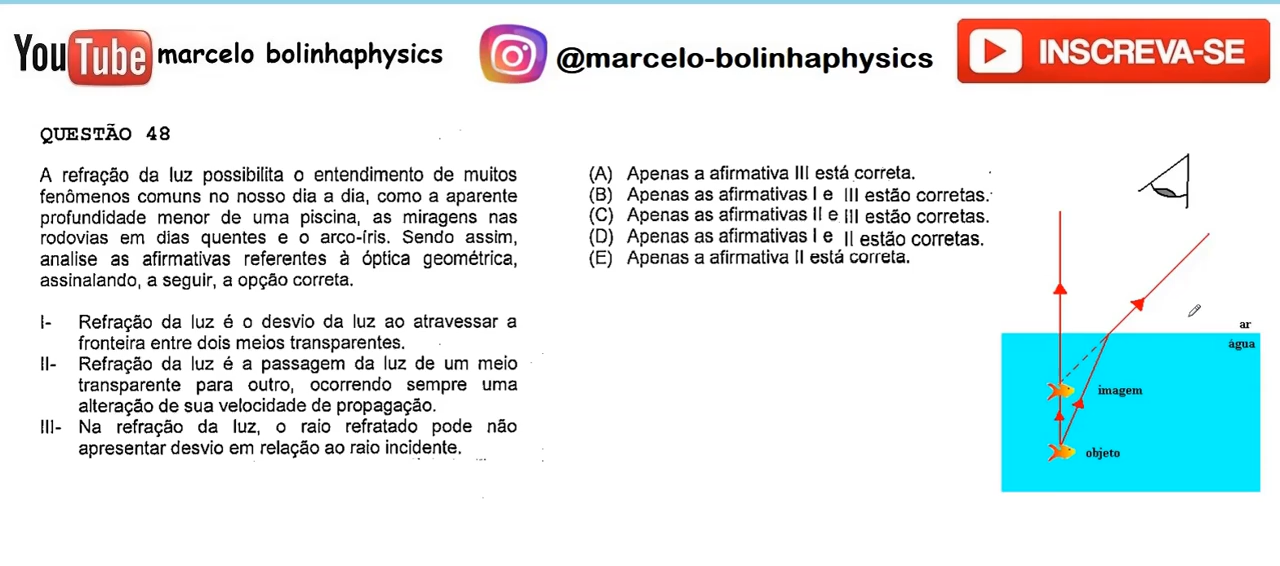 YouTube marcelo bolinhaphysics
@marcelo-bolinhaphysics
INSCREVA-SE
QUESTÃO 48
A refração da luz possibilita o entendimento de muitos
fenômenos comuns no nosso dia a dia, como a aparente
profundidade menor de uma piscina, as miragens nas
rodovias em dias quentes e o arco-íris. Sendo assim,
analise as afirmativas referentes à óptica geométrica,
assinalando, a seguir, a opção correta.
I- Refração da luz é o desvio da luz ao atravessar a
fronteira entre dois meios transparentes.
II- Refração da luz é a passagem da luz de um meio
transparente para outro, ocorrendo sempre uma
alteração de sua velocidade de propagação.
III- Na refração da luz, o raio refratado pode não
apresentar desvio em relação ao raio incidente.
(A) Apenas a afirmativa III está correta.
(B) Apenas as afirmativas I e III estão corretas.
(C) Apenas as afirmativas II e III estão corretas.
(D) Apenas as afirmativas I e II estão corretas.
(E) Apenas a afirmativa II está correta.
ar
água
imagem
objeto